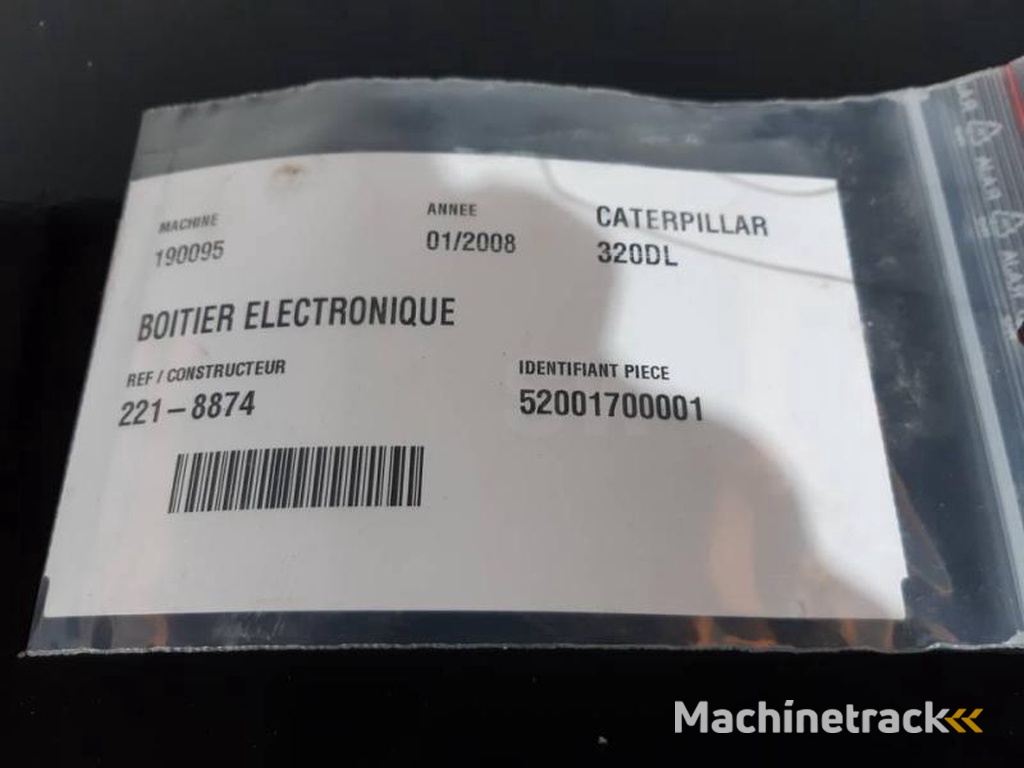 MACHINE
190095
ANNEE
01/2008
CATERPILLAR
320DL
BOITIER ELECTRONIQUE
REF / CONSTRUCTEUR
221-8874
IDENTIFIANT PIECE
52001700001
Machinetrack